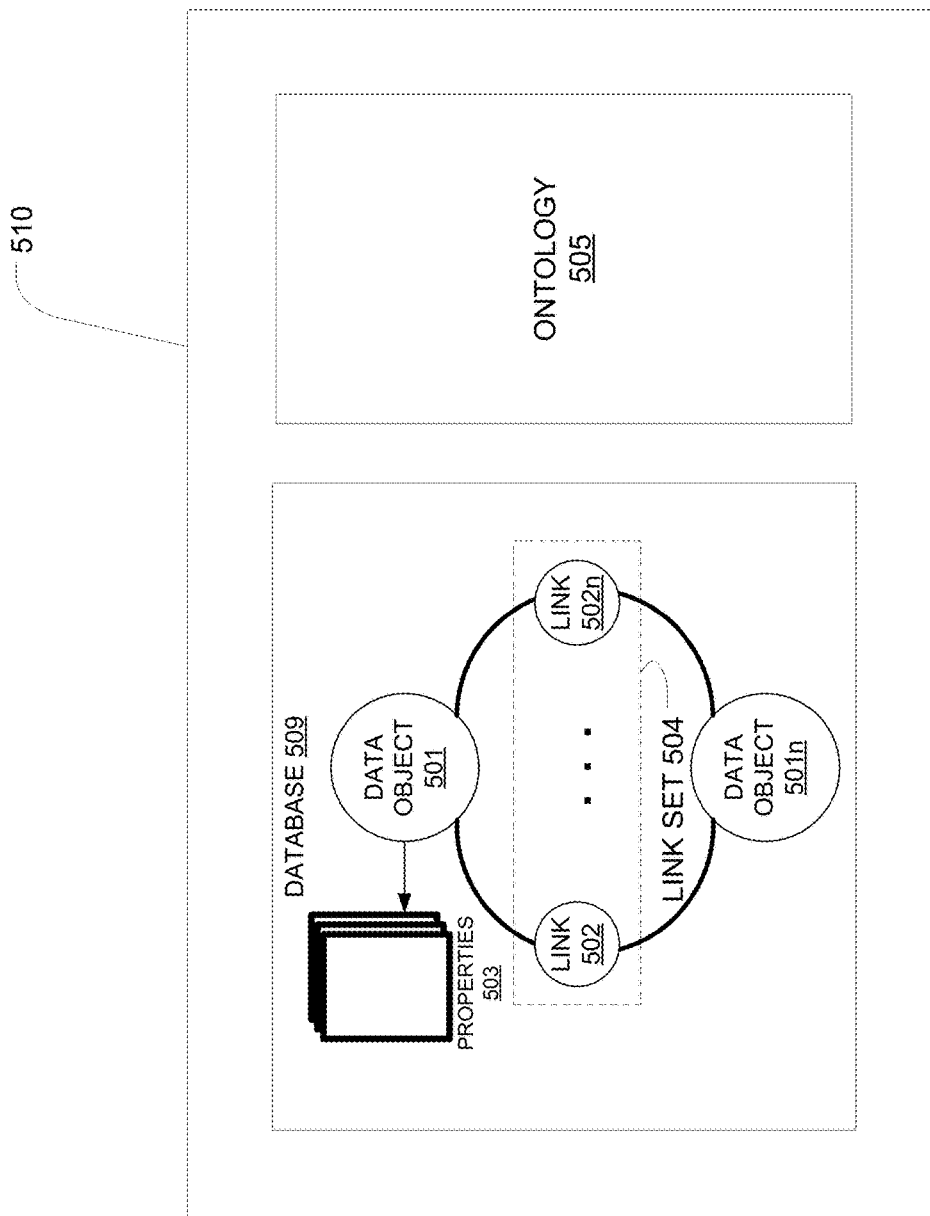 510
DATABASE 509
DATA
OBJECT
501
PROPERTIES
503
LINK
502
. . .
LINK
502n
LINK SET 504
DATA
OBJECT
501n
ONTOLOGY
505